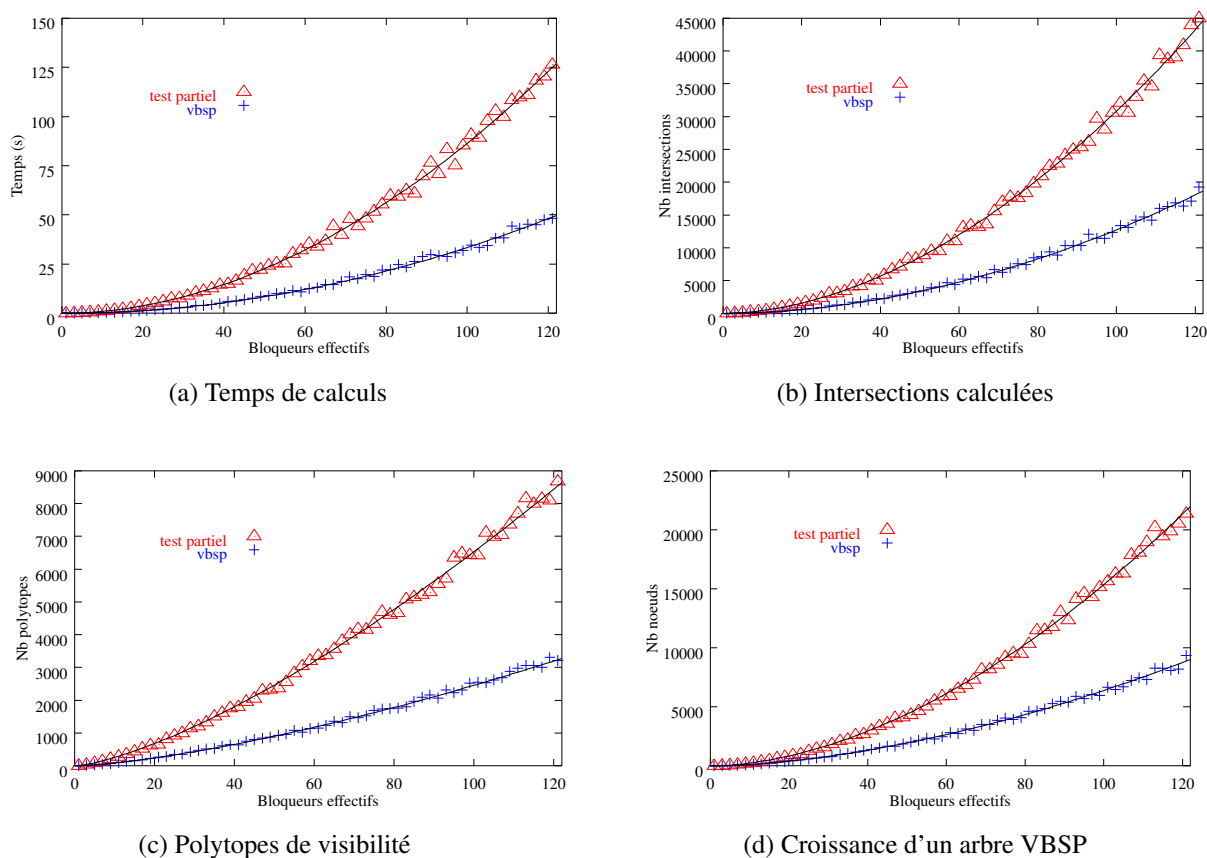 150
125
100
75
50
25
0
Temps (s)
test partiel
vbsp
0 20 40 60 80 100 120
Bloqueurs effectifs
(a) Temps de calculs
45000
40000
35000
30000
25000
20000
15000
10000
5000
0
Nb intersections
test partiel
vbsp
0 20 40 60 80 100 120
Bloqueurs effectifs
(b) Intersections calculées
9000
8000
7000
6000
5000
4000
3000
2000
1000
0
Nb polytopes
test partiel
vbsp
0 20 40 60 80 100 120
Bloqueurs effectifs
(c) Polytopes de visibilité
25000
20000
15000
10000
5000
0
Nb noeuds
test partiel
vbsp
0 20 40 60 80 100 120
Bloqueurs effectifs
(d) Croissance d'un arbre VBSP